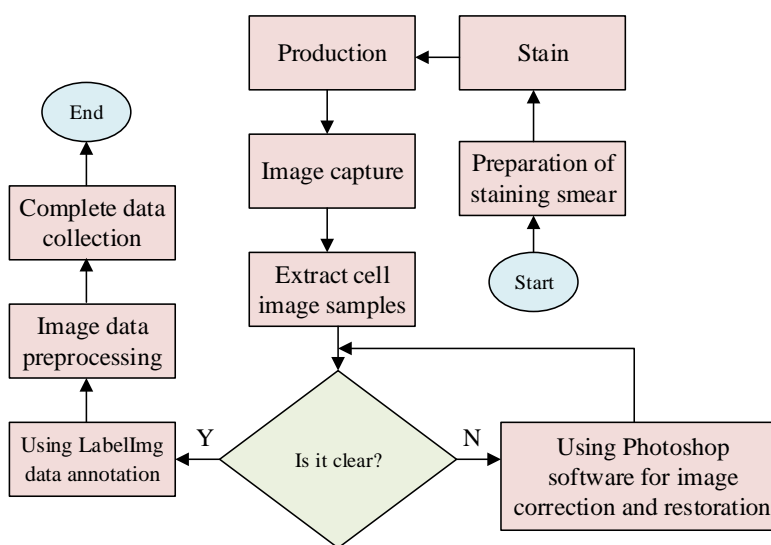 Production
Stain
End
Image capture
Preparation of
staining smear
Complete data
collection
Extract cell
image samples
Start
Image data
preprocessing
Y
N
Using LabelImg
data annotation
Is it clear?
Using Photoshop
software for image
correction and restoration